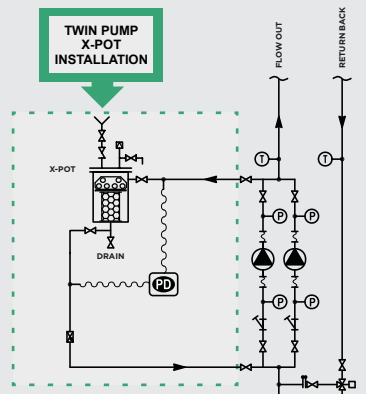 TWIN PUMP
X-POT
INSTALLATION
FLOW OUT
RETURN BACK
T
T
X-POT
P
P
DRAIN
PD
P
P